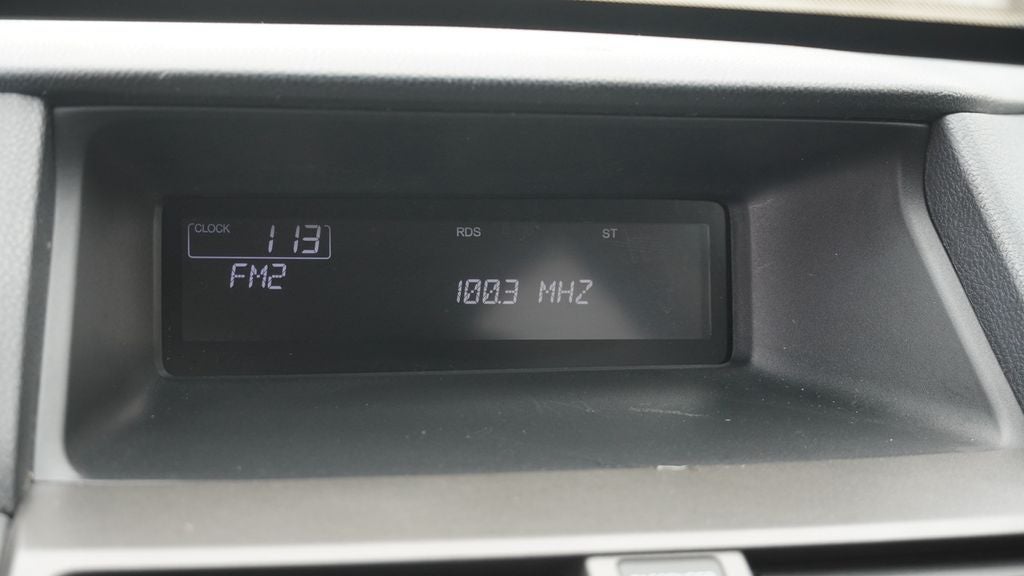 CLOCK 1 13 RDS ST
FM2
100.3 MHZ